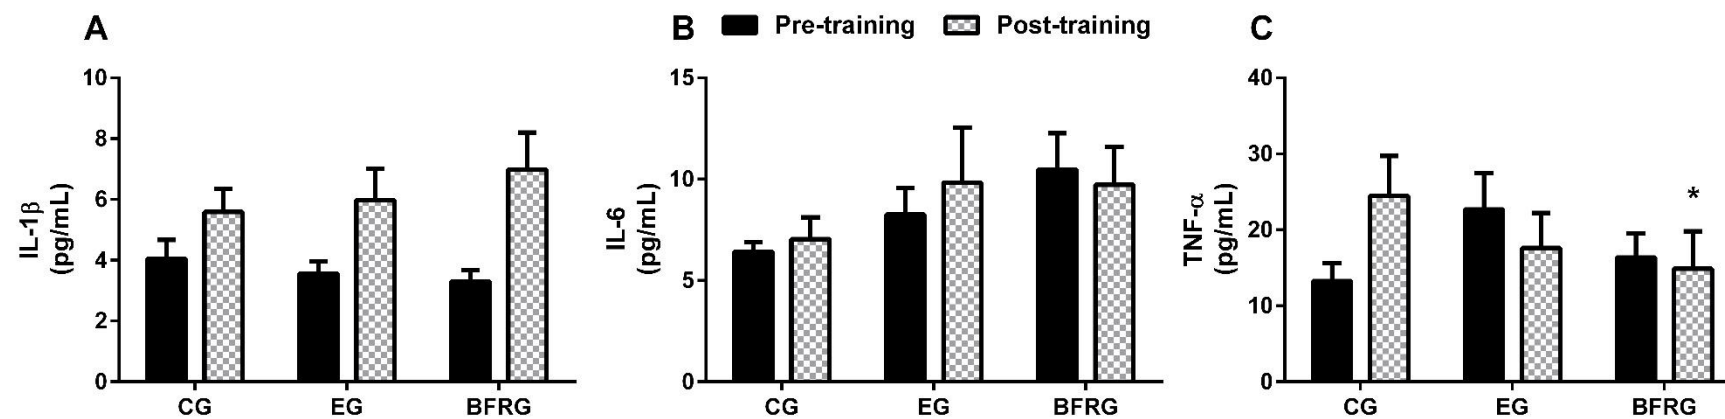 A
B
Pre-training
Post-training
C
IL-1β
(pg/mL)
10
8
6
4
2
0
CG
EG
BFRG
IL-6
(pg/mL)
15
10
5
0
CG
EG
BFRG
TNF-α
(pg/mL)
40
30
20
10
0
*
CG
EG
BFRG